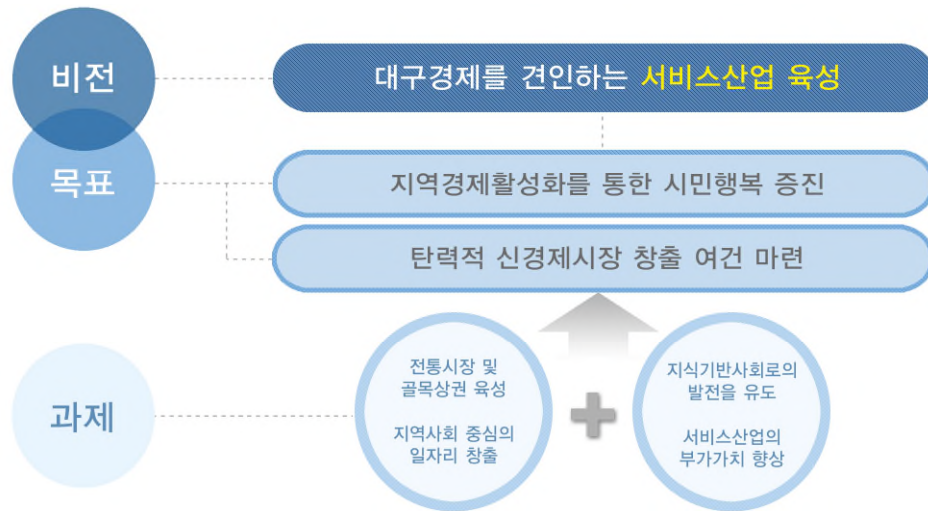 비전
대구경제를 견인하는 서비스산업 육성
목표
지역경제활성화를 통한 시민행복 증진
탄력적 신경제시장 창출 여건 마련
과제
전통시장 및
골목상권 육성
지역사회 중심의
일자리 창출
지식기반사회로의
발전을 유도
서비스산업의
부가가치 향상